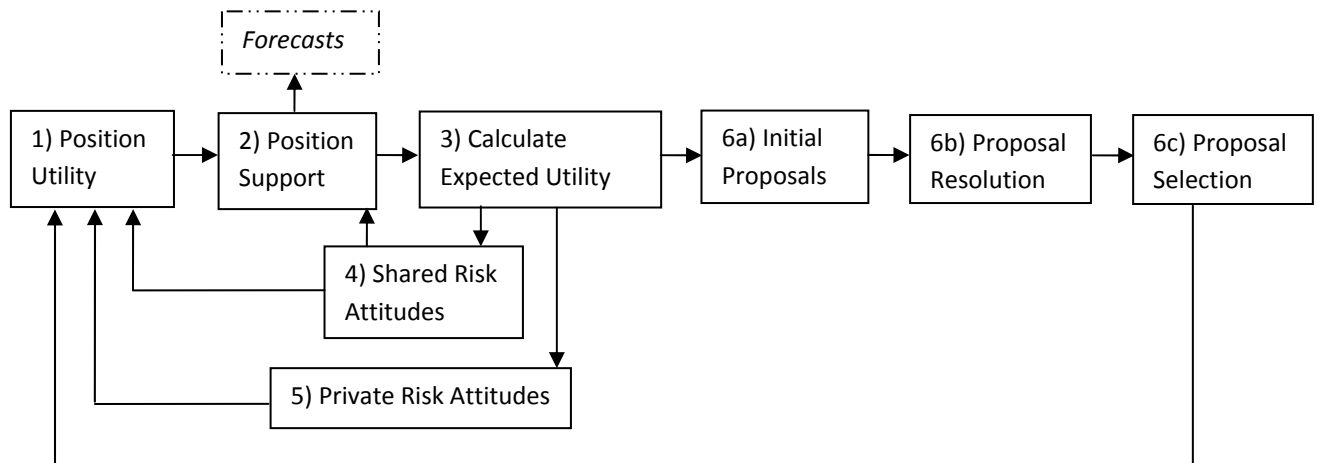 Forecasts
1) Position
Utility
2) Position
Support
3) Calculate
Expected Utility
6a) Initial
Proposals
6b) Proposal
Resolution
6c) Proposal
Selection
4) Shared Risk
Attitudes
5) Private Risk Attitudes